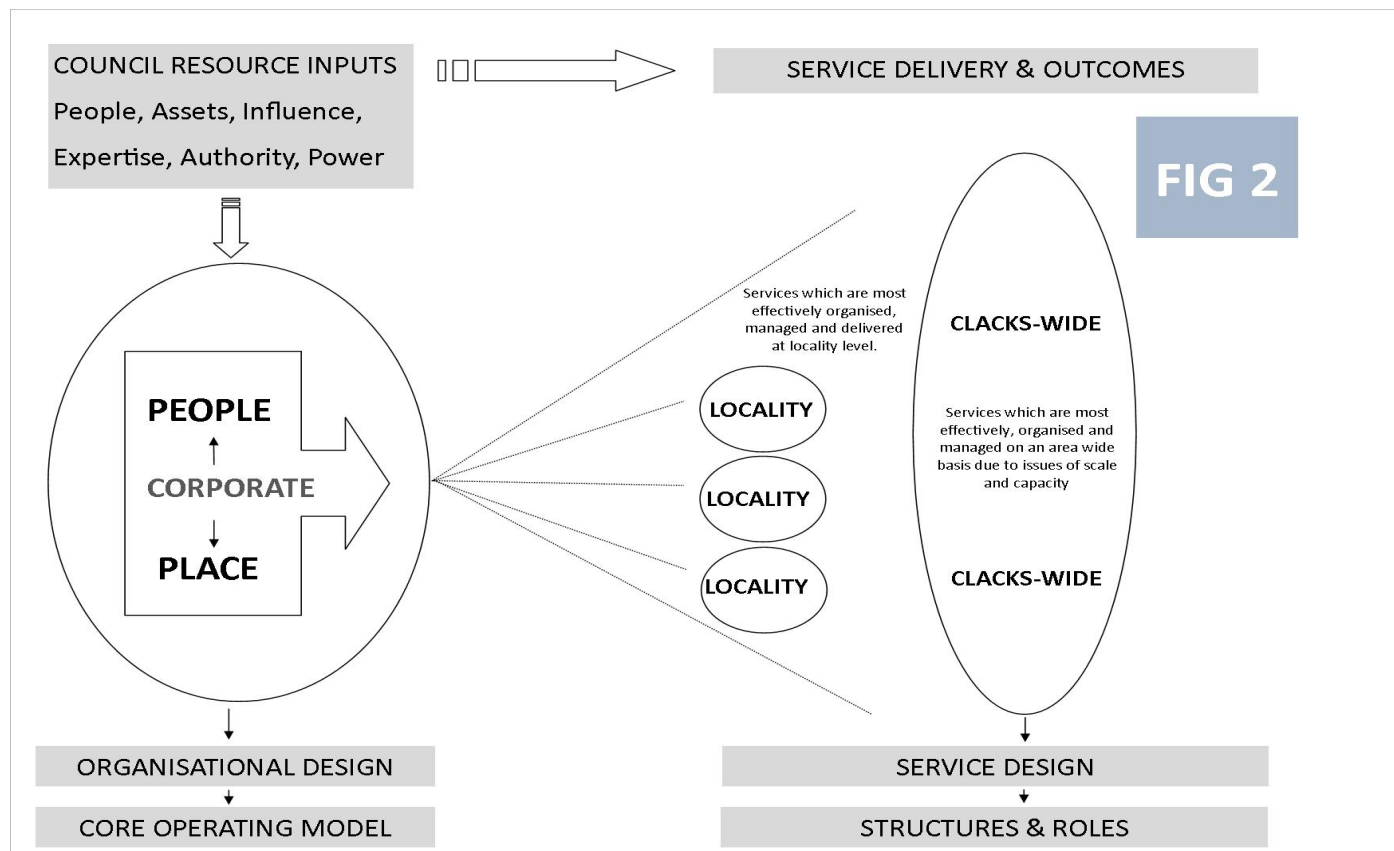 COUNCIL RESOURCE INPUTS
People, Assets, Influence,
Expertise, Authority, Power
SERVICE DELIVERY & OUTCOMES
FIG 2
PEOPLE
CORPORATE
PLACE
Services which are most
effectively organised,
managed and delivered
at locality level.
LOCALITY
LOCALITY
LOCALITY
CLACKS-WIDE
Services which are most
effectively, organised and
managed on an area wide
basis due to issues of scale
and capacity
CLACKS-WIDE
ORGANISATIONAL DESIGN
CORE OPERATING MODEL
SERVICE DESIGN
STRUCTURES & ROLES